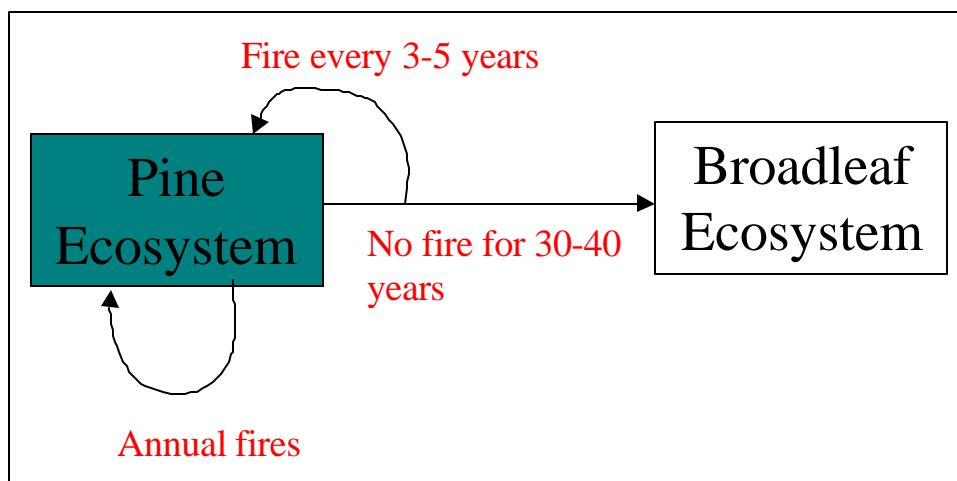 Fire every 3-5 years
Pine
Ecosystem
Broadleaf
Ecosystem
No fire for 30-40
years
Annual fires